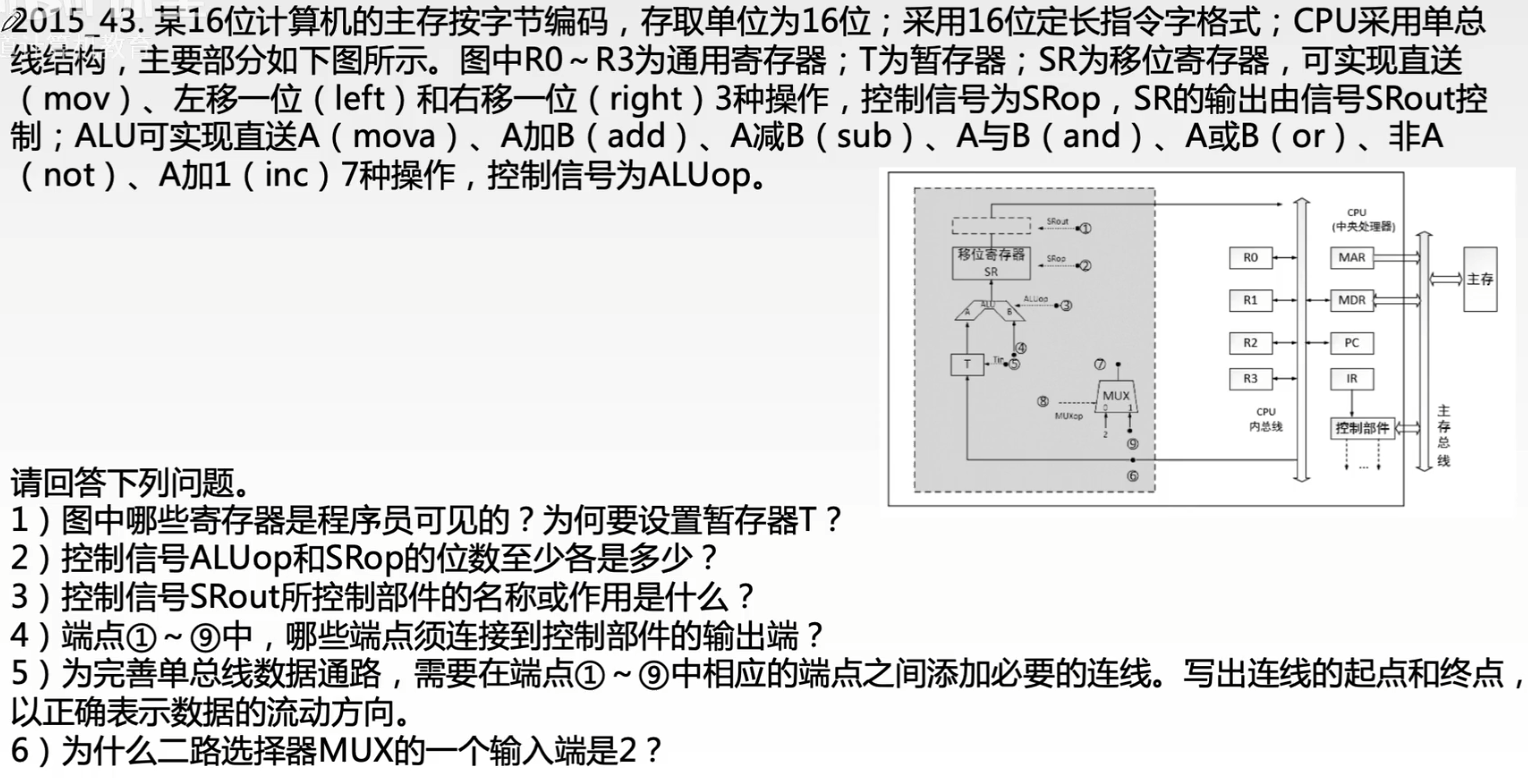 2015 43. 某16位计算机的主存按字节编码，存取单位为16位；采用16位定长指令字格式；CPU采用单总
线结构，主要部分如下图所示。图中R0～R3为通用寄存器；T为暂存器；SR为移位寄存器，可实现直送
（mov）、左移一位（left）和右移一位（right）3种操作，控制信号为SRop，SR的输出由信号SRout控
制；ALU可实现直送A（mova）、A加B（add）、A减B（sub）、A与B（and）、A或B（or）、非A
（not）、A加1（inc）7种操作，控制信号为ALUop。
SRout ①
移位寄存器
SR
SRop ②
ALU
A B
ALUop ③
④
T
Tin ⑤
⑦
MUX
0 1
⑧
MUXop
2
⑨
⑥
CPU
(中央处理器)
R0
MAR
R1
MDR
R2
PC
R3
IR
CPU
内总线
控制部件
...
主存
主存总线
请回答下列问题。
1）图中哪些寄存器是程序员可见的？为何要设置暂存器T？
2）控制信号ALUop和SRop的位数至少各是多少？
3）控制信号SRout所控制部件的名称或作用是什么？
4）端点①～⑨中，哪些端点须连接到控制部件的输出端？
5）为完善单总线数据通路，需要在端点①～⑨中相应的端点之间添加必要的连线。写出连线的起点和终点，
以正确表示数据的流动方向。
6）为什么二路选择器MUX的一个输入端是2？